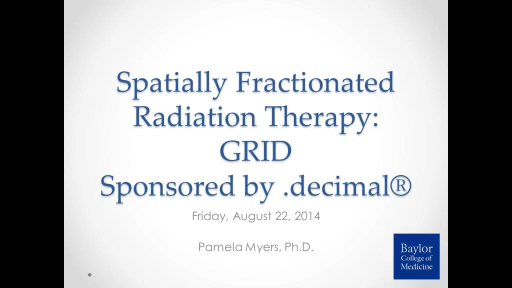 Spatially Fractionated
Radiation Therapy:
GRID
Sponsored by .decimal®
Friday, August 22, 2014
Pamela Myers, Ph.D.
Baylor
College of
Medicine